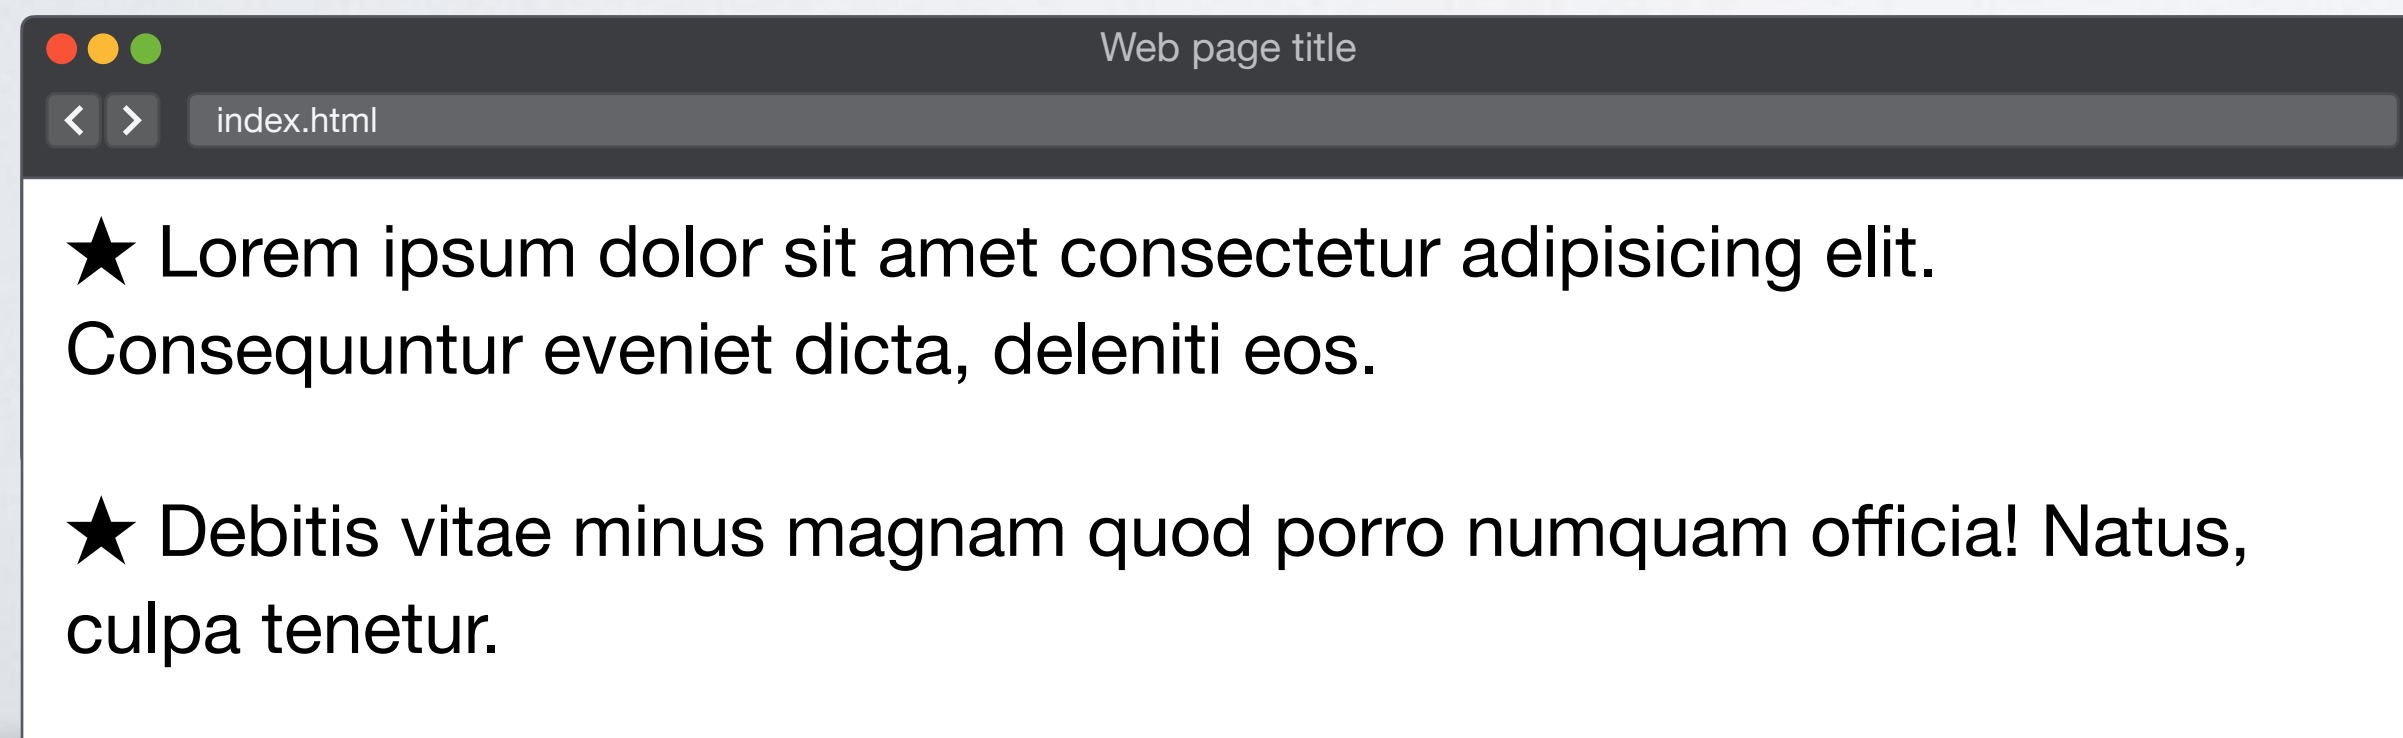 Web page title
index.html
★ Lorem ipsum dolor sit amet consectetur adipisicing elit.
Consequuntur eveniet dicta, deleniti eos.
★ Debitis vitae minus magnam quod porro numquam officia! Natus,
culpa tenetur.